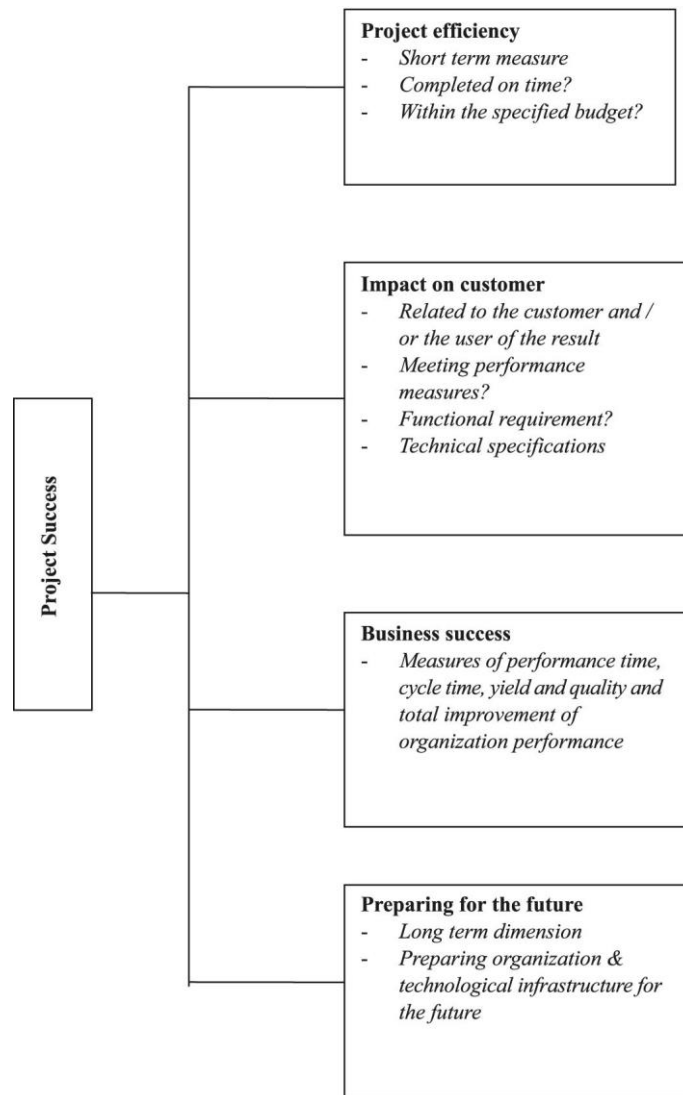 Project efficiency
- Short term measure
- Completed on time?
- Within the specified budget?
Impact on customer
- Related to the customer and /
or the user of the result
- Meeting performance
measures?
- Functional requirement?
- Technical specifications
Project Success
Business success
- Measures of performance time,
cycle time, yield and quality and
total improvement of
organization performance
Preparing for the future
- Long term dimension
- Preparing organization &
technological infrastructure for
the future